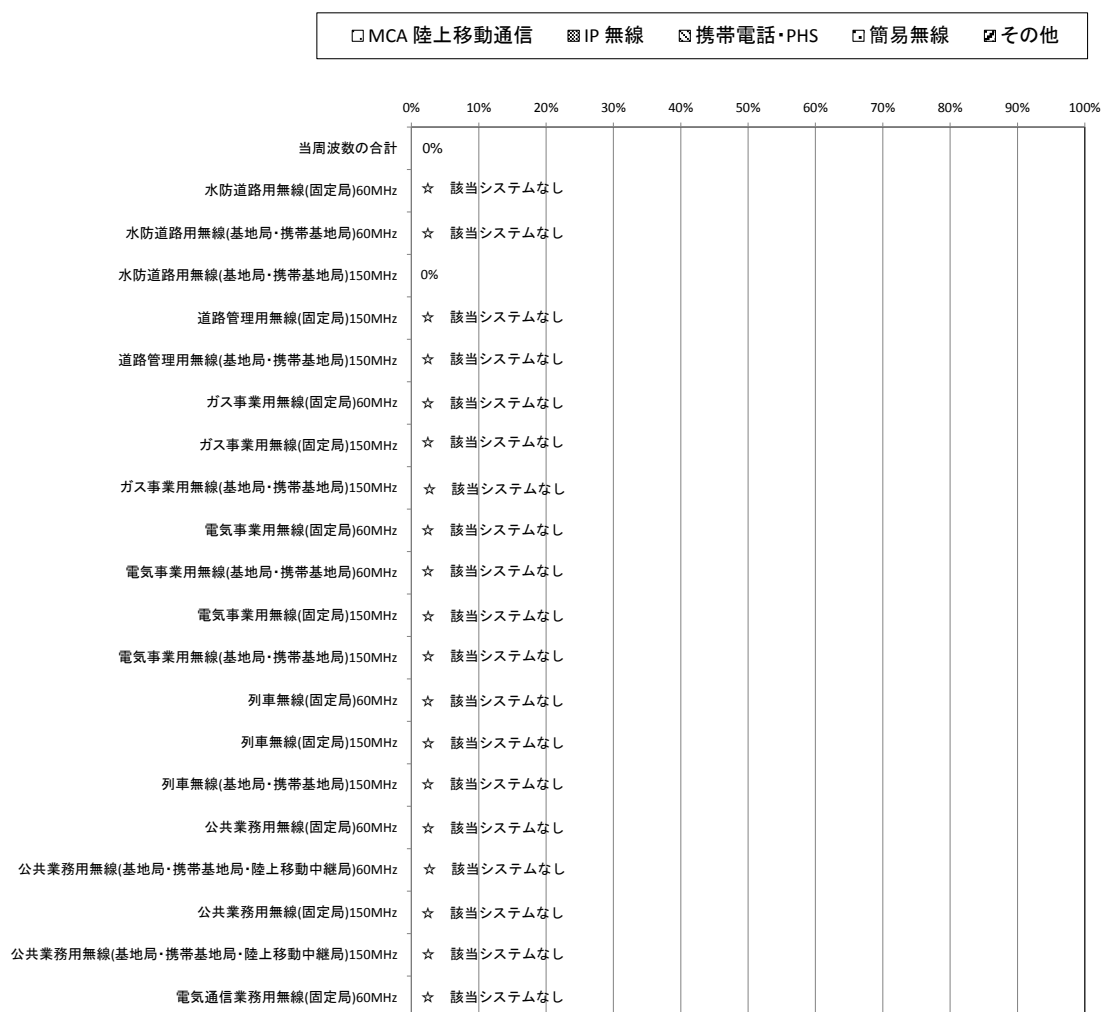 □MCA 陸上移動通信 IP 無線 携帯電話・PHS 簡易無線 その他
0% 10% 20% 30% 40% 50% 60% 70% 80% 90% 100%
当周波数の合計 0%
水防道路用無線(固定局)60MHz ☆ 該当システムなし
水防道路用無線(基地局・携帯基地局)60MHz ☆ 該当システムなし
水防道路用無線(基地局・携帯基地局)150MHz 0%
道路管理用無線(固定局)150MHz ☆ 該当システムなし
道路管理用無線(基地局・携帯基地局)150MHz ☆ 該当システムなし
ガス事業用無線(固定局)60MHz ☆ 該当システムなし
ガス事業用無線(固定局)150MHz ☆ 該当システムなし
ガス事業用無線(基地局・携帯基地局)150MHz ☆ 該当システムなし
電気事業用無線(固定局)60MHz ☆ 該当システムなし
電気事業用無線(基地局・携帯基地局)60MHz ☆ 該当システムなし
電気事業用無線(固定局)150MHz ☆ 該当システムなし
電気事業用無線(基地局・携帯基地局)150MHz ☆ 該当システムなし
列車無線(固定局)60MHz ☆ 該当システムなし
列車無線(固定局)150MHz ☆ 該当システムなし
列車無線(基地局・携帯基地局)150MHz ☆ 該当システムなし
公共業務用無線(固定局)60MHz ☆ 該当システムなし
公共業務用無線(基地局・携帯基地局・陸上移動中継局)60MHz ☆ 該当システムなし
公共業務用無線(固定局)150MHz ☆ 該当システムなし
公共業務用無線(基地局・携帯基地局・陸上移動中継局)150MHz ☆ 該当システムなし
電気通信業務用無線(固定局)60MHz ☆ 該当システムなし